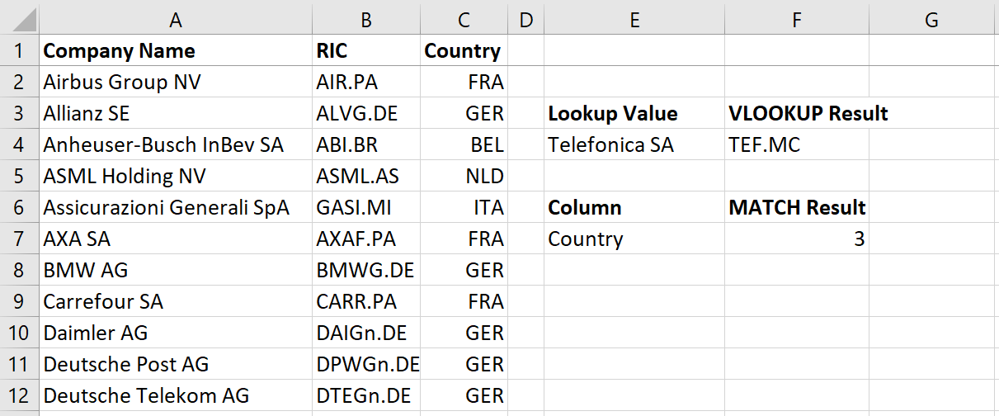 A B C D E F G
1 Company Name RIC Country
2 Airbus Group NV AIR.PA FRA
3 Allianz SE ALVG.DE GER Lookup Value VLOOKUP Result
4 Anheuser-Busch InBev SA ABI.BR BEL Telefonica SA TEF.MC
5 ASML Holding NV ASML.AS NLD
6 Assicurazioni Generali SpA GASI.MI ITA Column MATCH Result
7 AXA SA AXAF.PA FRA Country 3
8 BMW AG BMWG.DE GER
9 Carrefour SA CARR.PA FRA
10 Daimler AG DAIGn.DE GER
11 Deutsche Post AG DPWGn.DE GER
12 Deutsche Telekom AG DTEGn.DE GER